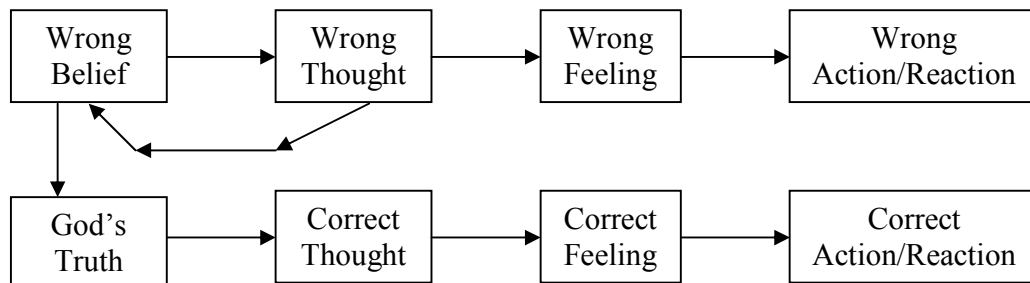 Wrong
Belief
Wrong
Thought
Wrong
Feeling
Wrong
Action/Reaction
God’s
Truth
Correct
Thought
Correct
Feeling
Correct
Action/Reaction